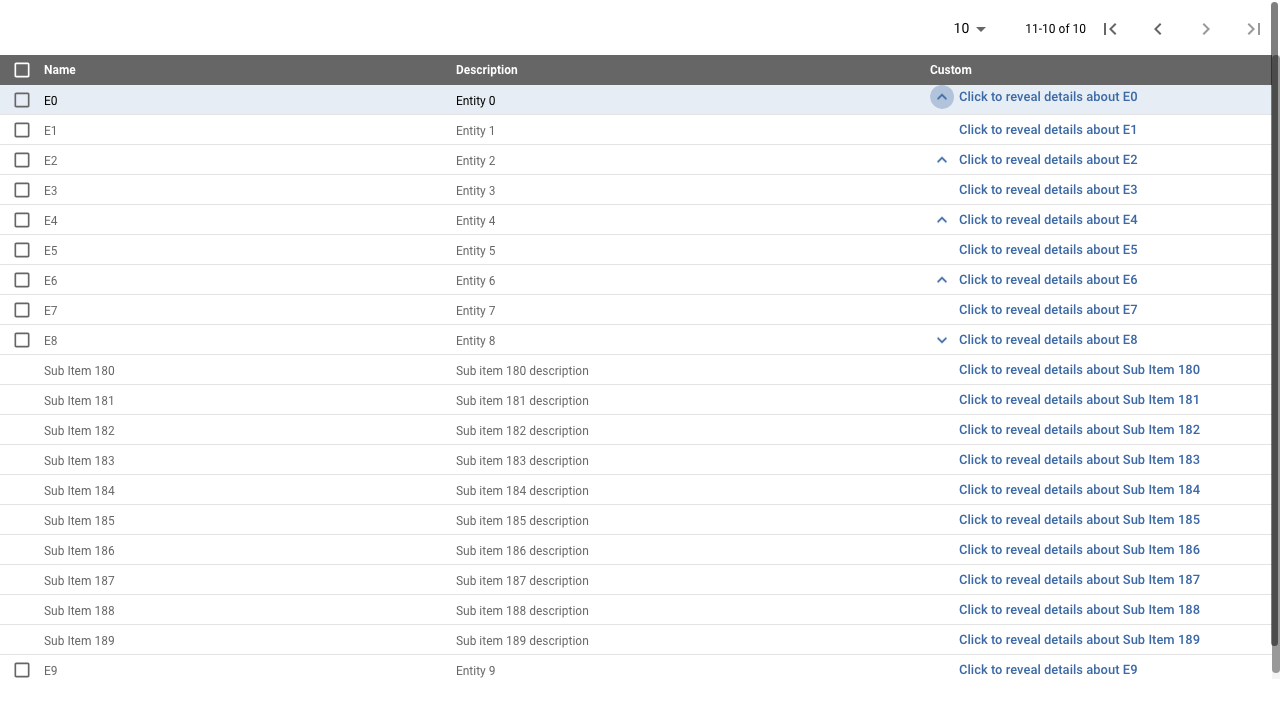 10 11-10 of 10
Name Description Custom
E0 Entity 0 Click to reveal details about E0
E1 Entity 1 Click to reveal details about E1
E2 Entity 2 Click to reveal details about E2
E3 Entity 3 Click to reveal details about E3
E4 Entity 4 Click to reveal details about E4
E5 Entity 5 Click to reveal details about E5
E6 Entity 6 Click to reveal details about E6
E7 Entity 7 Click to reveal details about E7
E8 Entity 8 Click to reveal details about E8
Sub Item 180 Sub item 180 description Click to reveal details about Sub Item 180
Sub Item 181 Sub item 181 description Click to reveal details about Sub Item 181
Sub Item 182 Sub item 182 description Click to reveal details about Sub Item 182
Sub Item 183 Sub item 183 description Click to reveal details about Sub Item 183
Sub Item 184 Sub item 184 description Click to reveal details about Sub Item 184
Sub Item 185 Sub item 185 description Click to reveal details about Sub Item 185
Sub Item 186 Sub item 186 description Click to reveal details about Sub Item 186
Sub Item 187 Sub item 187 description Click to reveal details about Sub Item 187
Sub Item 188 Sub item 188 description Click to reveal details about Sub Item 188
Sub Item 189 Sub item 189 description Click to reveal details about Sub Item 189
E9 Entity 9 Click to reveal details about E9